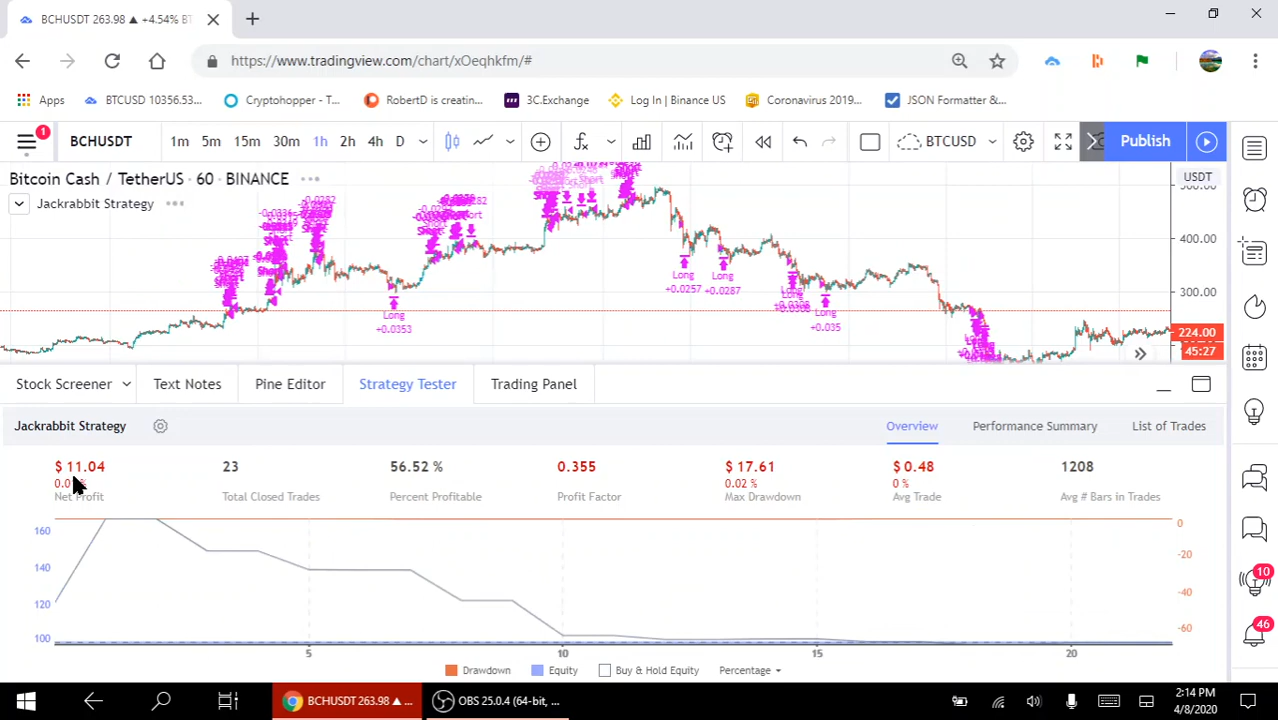 BCHUSDT 263.98 ▲ +4.54% BT
https://www.tradingview.com/chart/xOeqhkfm/#
Apps
BTCUSD 10356.53...
Cryptohopper - T...
RobertD is creatin...
3C.Exchange
Log In | Binance US
Coronavirus 2019...
JSON Formatter &...
1
BCHUSDT
1m 5m 15m 30m 1h 2h 4h D
BTCUSD
Publish
Bitcoin Cash / TetherUS · 60 · BINANCE
USDT
Jackrabbit Strategy
400.00
300.00
Long
+0.0353
Long
+0.0257
Long
+0.0287
Long
+0.035
224.00
45:27
Stock Screener
Text Notes
Pine Editor
Strategy Tester
Trading Panel
Jackrabbit Strategy
Overview
Performance Summary
List of Trades
$ 11.04
23
56.52 %
0.355
$ 17.61
$ 0.48
1208
0.02 %
0 %
Net Profit
Total Closed Trades
Percent Profitable
Profit Factor
Max Drawdown
Avg Trade
Avg # Bars in Trades
160
140
120
100
0
-20
-40
-60
5
10
15
20
Drawdown
Equity
Buy & Hold Equity
Percentage
10
46
BCHUSDT 263.98 ▲ ...
OBS 25.0.4 (64-bit, ...
2:14 PM
4/8/2020